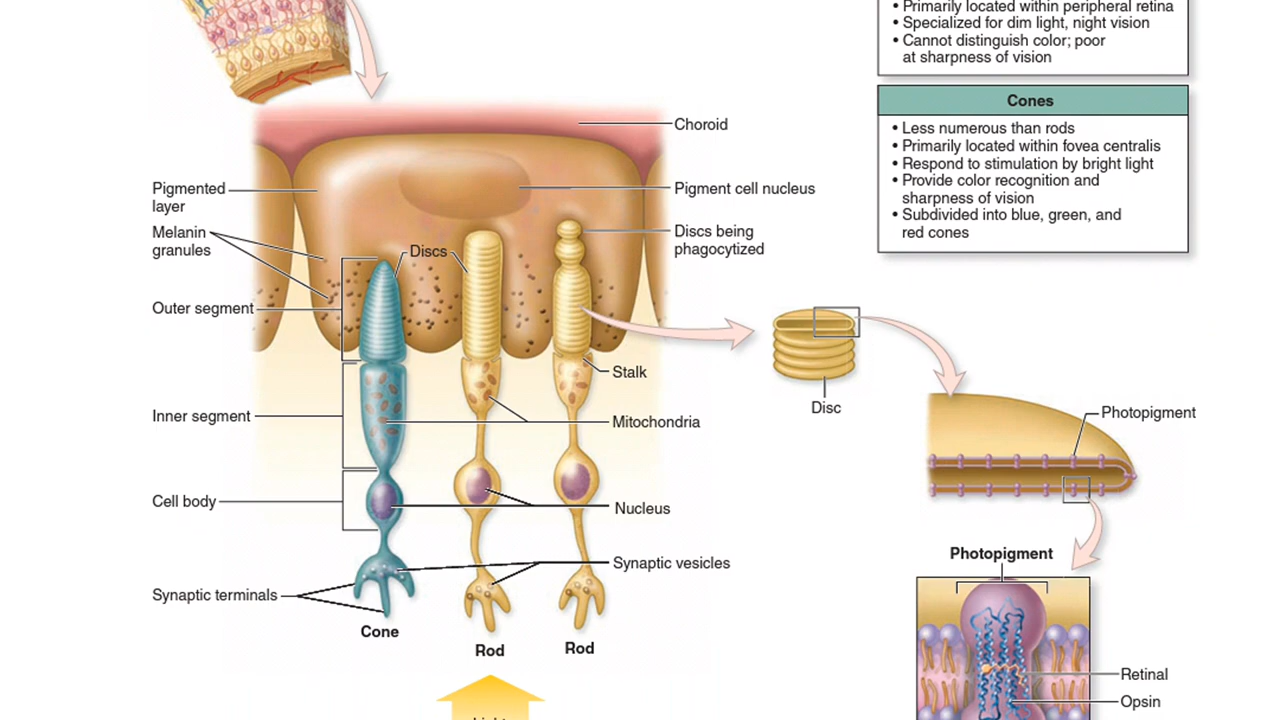 • Primarily located within peripheral retina
• Specialized for dim light, night vision
• Cannot distinguish color; poor
at sharpness of vision
Cones
• Less numerous than rods
• Primarily located within fovea centralis
• Respond to stimulation by bright light
• Provide color recognition and
sharpness of vision
• Subdivided into blue, green, and
red cones
Choroid
Pigmented
layer
Pigment cell nucleus
Melanin
granules
Discs
Discs being
phagocytized
Outer segment
Stalk
Disc
Inner segment
Mitochondria
Photopigment
Cell body
Nucleus
Synaptic vesicles
Synaptic terminals
Cone
Rod
Rod
Photopigment
Retinal
Opsin